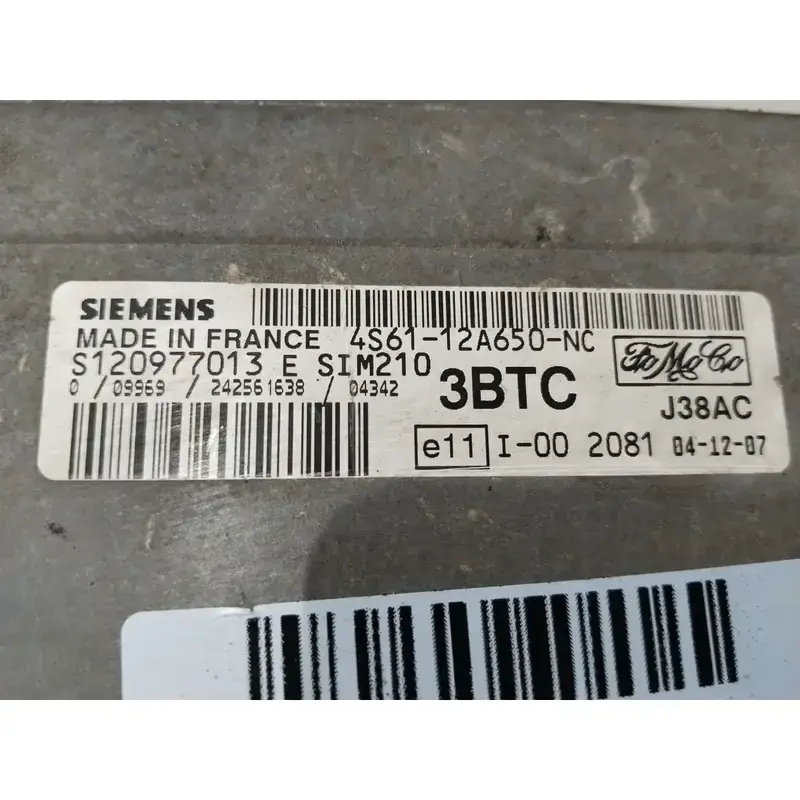 SIEMENS
MADE IN FRANCE 4S61-12A650-NC
FoMoCo
S120977013 E SIM210
3BTC
0 / 09969 / 242561638 / 04342
J38AC
e11 I-00 2081 04-12-07